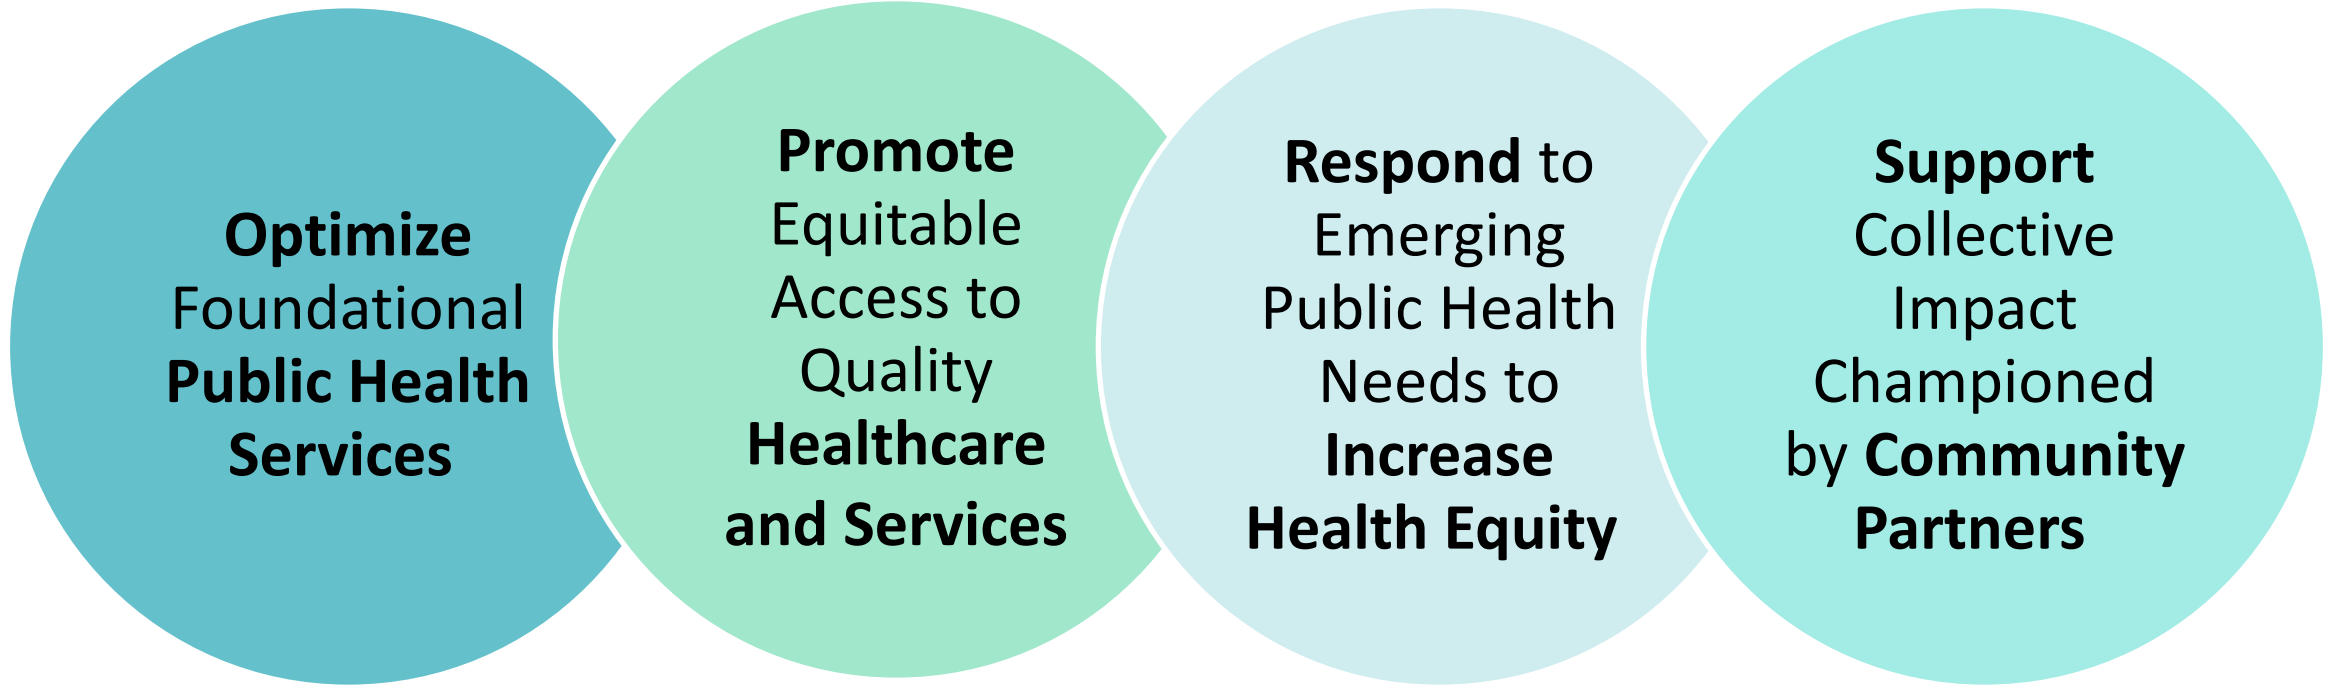 Optimize
Foundational
Public Health
Services
Promote
Equitable
Access to
Quality
Healthcare
and Services
Respond to
Emerging
Public Health
Needs to
Increase
Health Equity
Support
Collective
Impact
Championed
by Community
Partners